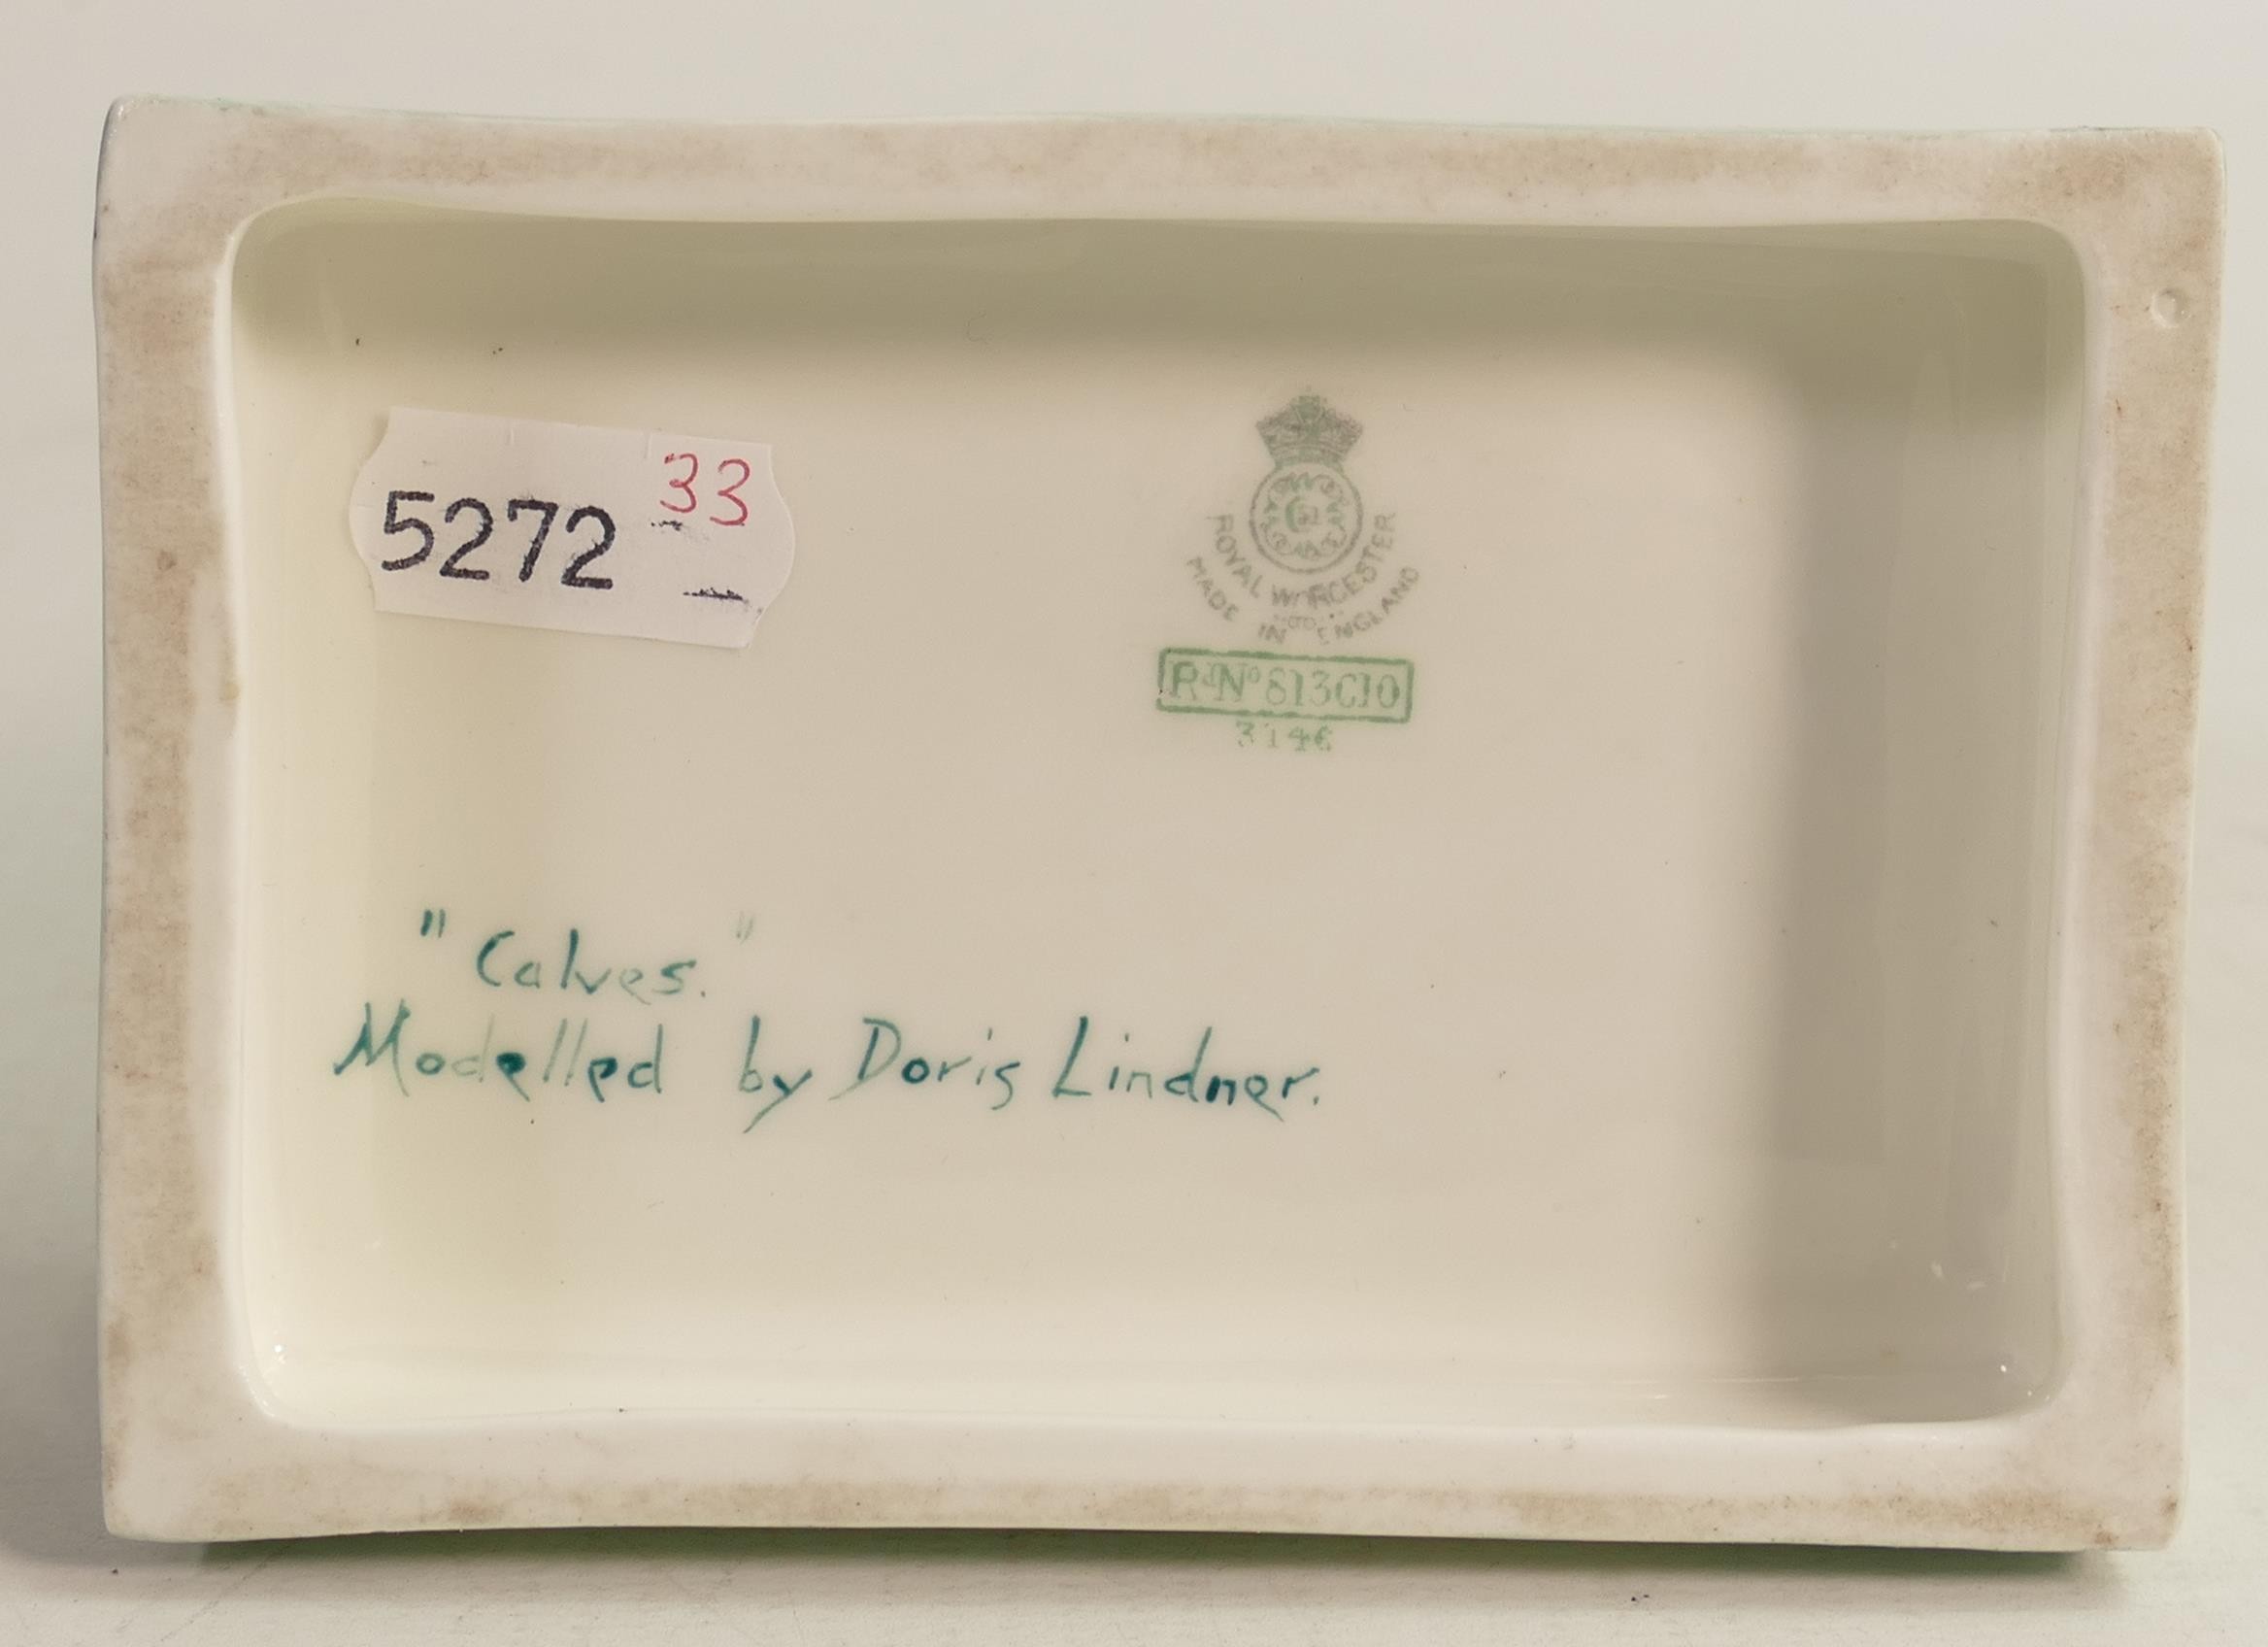 5272 33
ROYAL WORCESTER
MADE IN ENGLAND
RdNo 813010
3146
"Calves."
Modelled by Doris Lindner.